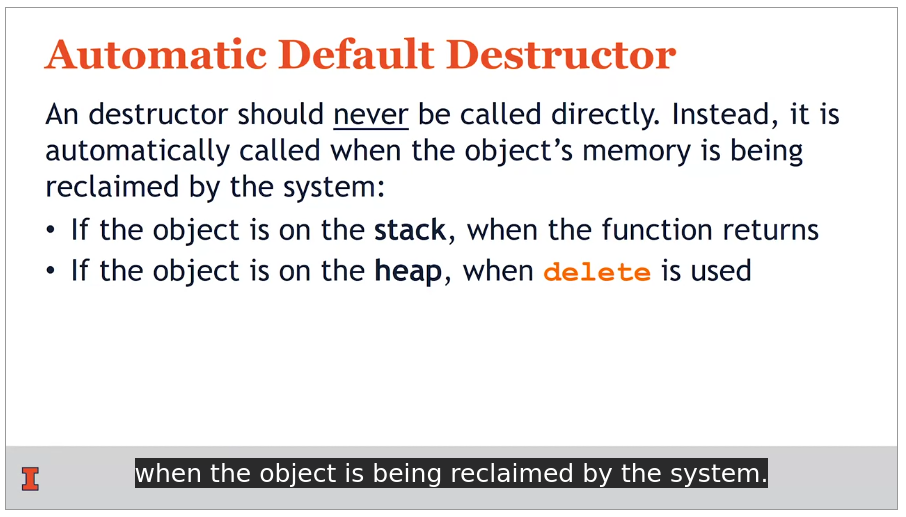 Automatic Default Destructor
An destructor should never be called directly. Instead, it is
automatically called when the object’s memory is being
reclaimed by the system:
• If the object is on the stack, when the function returns
• If the object is on the heap, when delete is used
I
when the object is being reclaimed by the system.